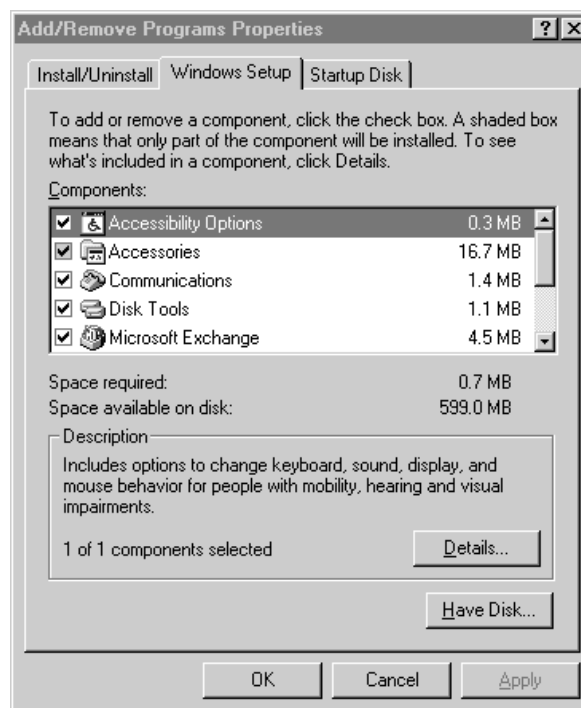 Add/Remove Programs Properties
Install/Uninstall Windows Setup Startup Disk
To add or remove a component, click the check box. A shaded box
means that only part of the component will be installed. To see
what's included in a component, click Details.
Components:
Accessibility Options 0.3 MB
Accessories 16.7 MB
Communications 1.4 MB
Disk Tools 1.1 MB
Microsoft Exchange 4.5 MB
Space required: 0.7 MB
Space available on disk: 599.0 MB
Description
Includes options to change keyboard, sound, display, and
mouse behavior for people with mobility, hearing and visual
impairments.
1 of 1 components selected Details...
Have Disk...
OK Cancel Apply